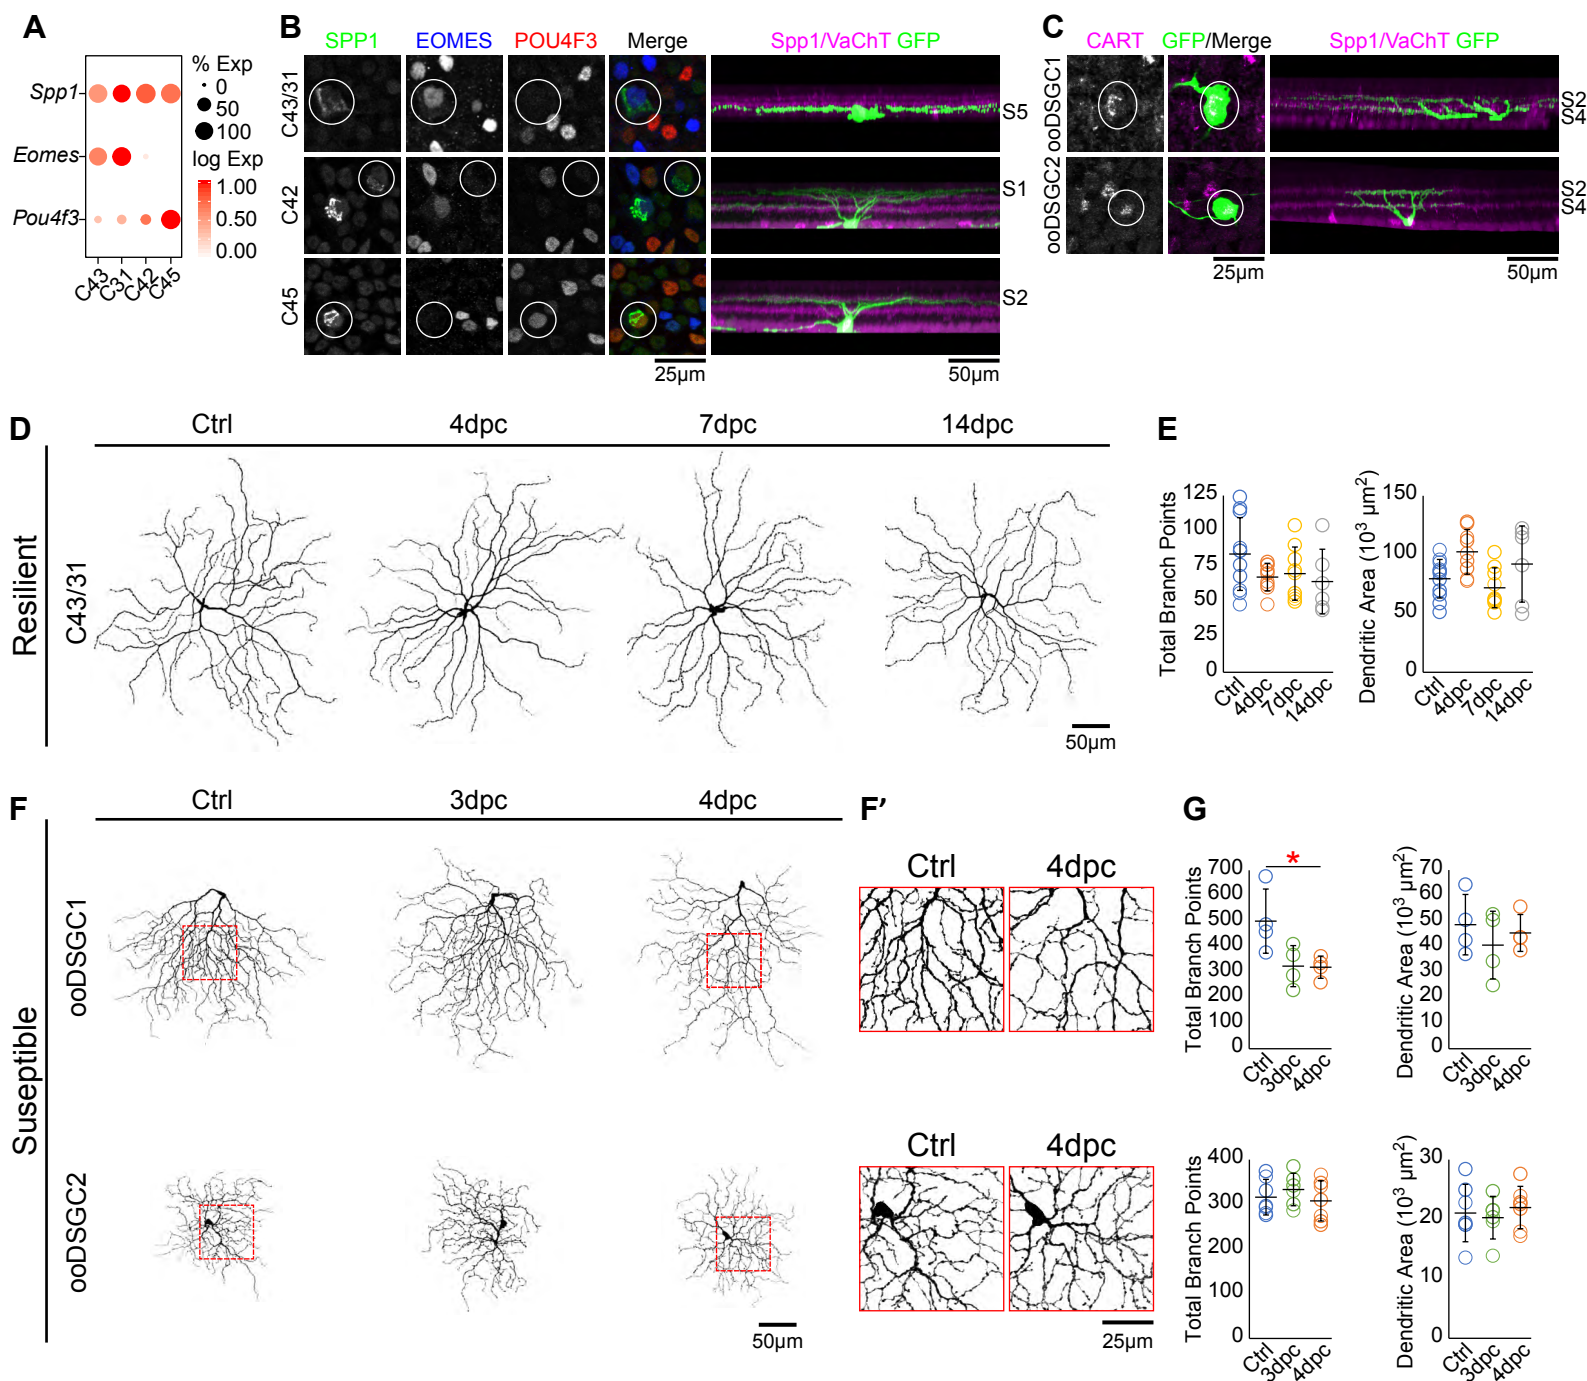 A
Spp1
Eomes
Pou4f3
C43
C31
C42
C45
% Exp
0
50
100
log Exp
1.00
0.50
0.00
B
SPP1 EOMES POU4F3 Merge Spp1/VaChT GFP
C43/31
S5
C42
S1
C45
S2
25µm
50µm
C
CART GFP/Merge Spp1/VaChT GFP
ooDSGC1
S2
S4
ooDSGC2
S2
S4
25µm
50µm
D
Ctrl 4dpc 7dpc 14dpc
Resilient
C43/31
50µm
E
Total Branch Points
125
100
75
50
25
0
Ctrl
4dpc
7dpc
14dpc
Dendritic Area (10³ µm²)
150
100
50
0
Ctrl
4dpc
7dpc
14dpc
F
Ctrl 3dpc 4dpc
Suseptible
ooDSGC1
ooDSGC2
50µm
F’
Ctrl 4dpc
Ctrl 4dpc
25µm
G
Total Branch Points
700
600
500
400
300
200
100
0
*
Ctrl
3dpc
4dpc
Dendritic Area (10³ µm²)
70
60
50
40
30
20
10
0
Ctrl
3dpc
4dpc
Total Branch Points
400
300
200
100
0
Ctrl
3dpc
4dpc
Dendritic Area (10³ µm²)
30
20
10
0
Ctrl
3dpc
4dpc